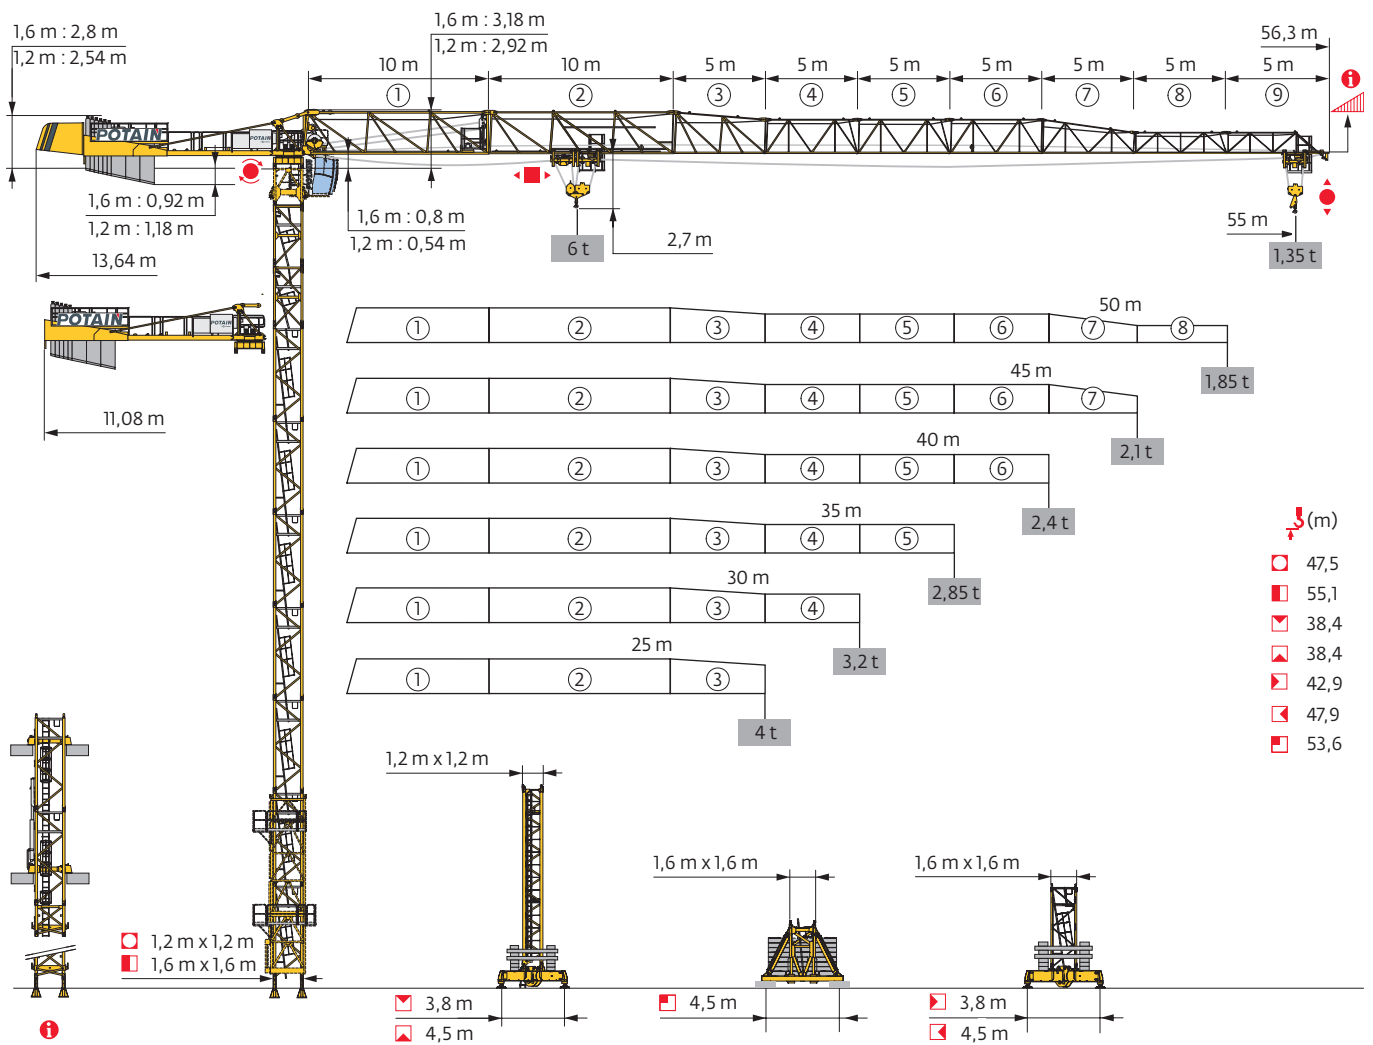 1,6 m : 2,8 m
1,2 m : 2,54 m
1,6 m : 3,18 m
1,2 m : 2,92 m
56,3 m
10 m 10 m 5 m 5 m 5 m 5 m 5 m 5 m 5 m
1 2 3 4 5 6 7 8 9
i
POTAIN
POTAIN
1,6 m : 0,92 m
1,2 m : 1,18 m
1,6 m : 0,8 m
1,2 m : 0,54 m
13,64 m
6 t
2,7 m
55 m
1,35 t
POTAIN
POTAIN
11,08 m
50 m
1 2 3 4 5 6 7 8
1,85 t
45 m
1 2 3 4 5 6 7
2,1 t
40 m
1 2 3 4 5 6
2,4 t
35 m
1 2 3 4 5
2,85 t
30 m
1 2 3 4
3,2 t
25 m
1 2 3
4 t
(m)
47,5
55,1
38,4
38,4
42,9
47,9
53,6
1,2 m x 1,2 m
1,6 m x 1,6 m
1,6 m x 1,6 m
1,2 m x 1,2 m
1,6 m x 1,6 m
3,8 m
4,5 m
4,5 m
3,8 m
4,5 m
i